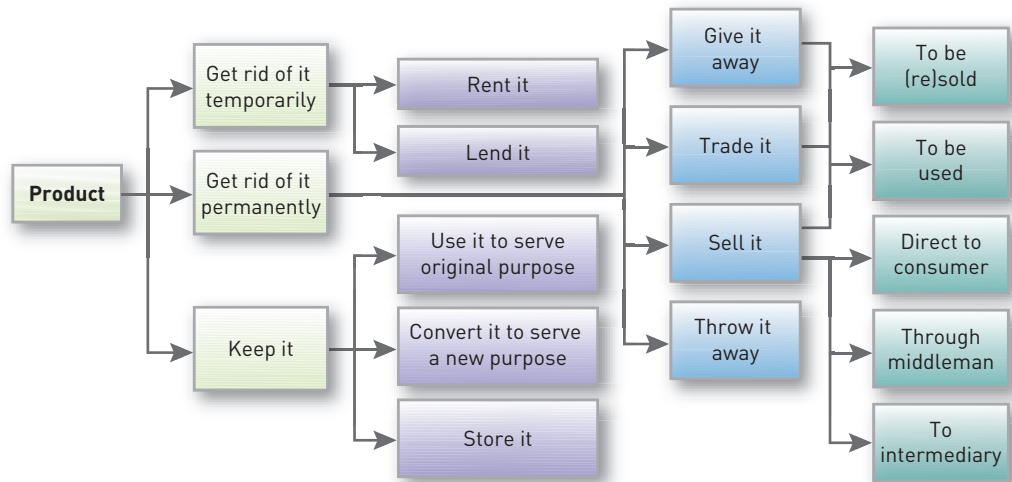 Product
Get rid of it
temporarily
Get rid of it
permanently
Keep it
Rent it
Lend it
Use it to serve
original purpose
Convert it to serve
a new purpose
Store it
Give it
away
Trade it
Sell it
Throw it
away
To be
(re)sold
To be
used
Direct to
consumer
Through
middleman
To
intermediary